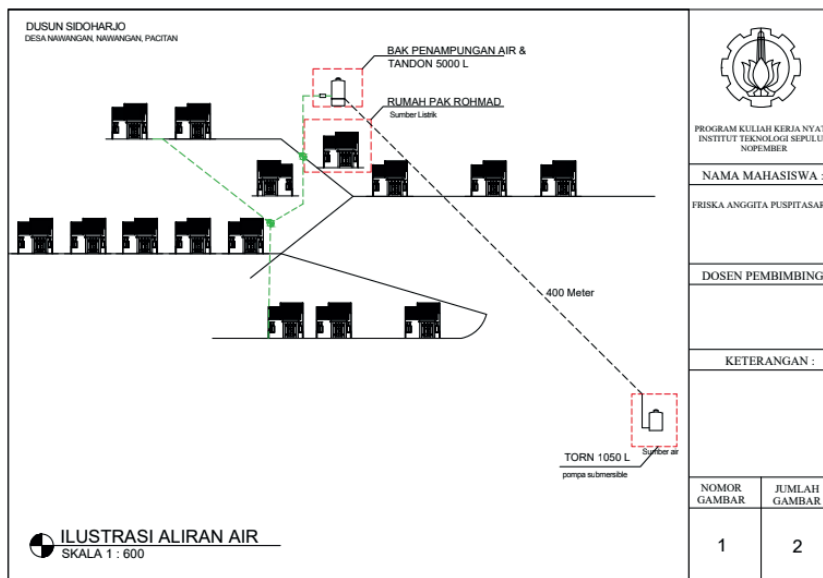 DUSUN SIDOHARJO
DESA NAWANGAN, NAWANGAN, PACITAN
BAK PENAMPUNGAN AIR &
TANDON 5000 L
RUMAH PAK ROHMAD
Sumber Listrik
400 Meter
TORN 1050 L
pompa submersible
Sumber air
ILUSTRASI ALIRAN AIR
SKALA 1 : 600
PROGRAM KULIAH KERJA NYAT
INSTITUT TEKNOLOGI SEPULU
NOPEMBER
NAMA MAHASISWA :
FRISKA ANGGITA PUSPITASAR
DOSEN PEMBIMBING
KETERANGAN :
NOMOR GAMBAR
JUMLAH GAMBAR
1
2